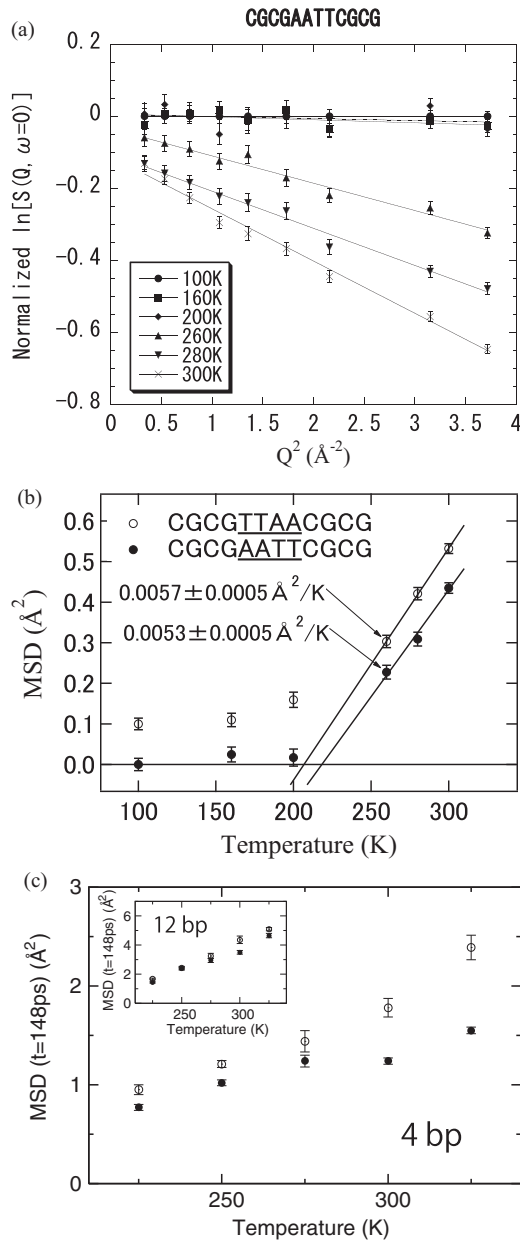 CGCGAATTCGCG
(a)
Normalized ln[S(Q, ω=0)]
0.2
0
-0.2
-0.4
-0.6
-0.8
100K
160K
200K
260K
280K
300K
0 0.5 1 1.5 2 2.5 3 3.5 4
Q² (Å⁻²)
(b)
MSD (Å²)
0.6
0.5
0.4
0.3
0.2
0.1
0.0
CGCGTTAACGCG
CGCGAATTCGCG
0.0057±0.0005 Å²/K
0.0053±0.0005 Å²/K
100 150 200 250 300
Temperature (K)
(c)
MSD (t=148ps) (Å²)
3
2
1
0
MSD (t=148ps) (Å²)
6
4
2
0
12 bp
250 300
Temperature (K)
4 bp
250 300
Temperature (K)